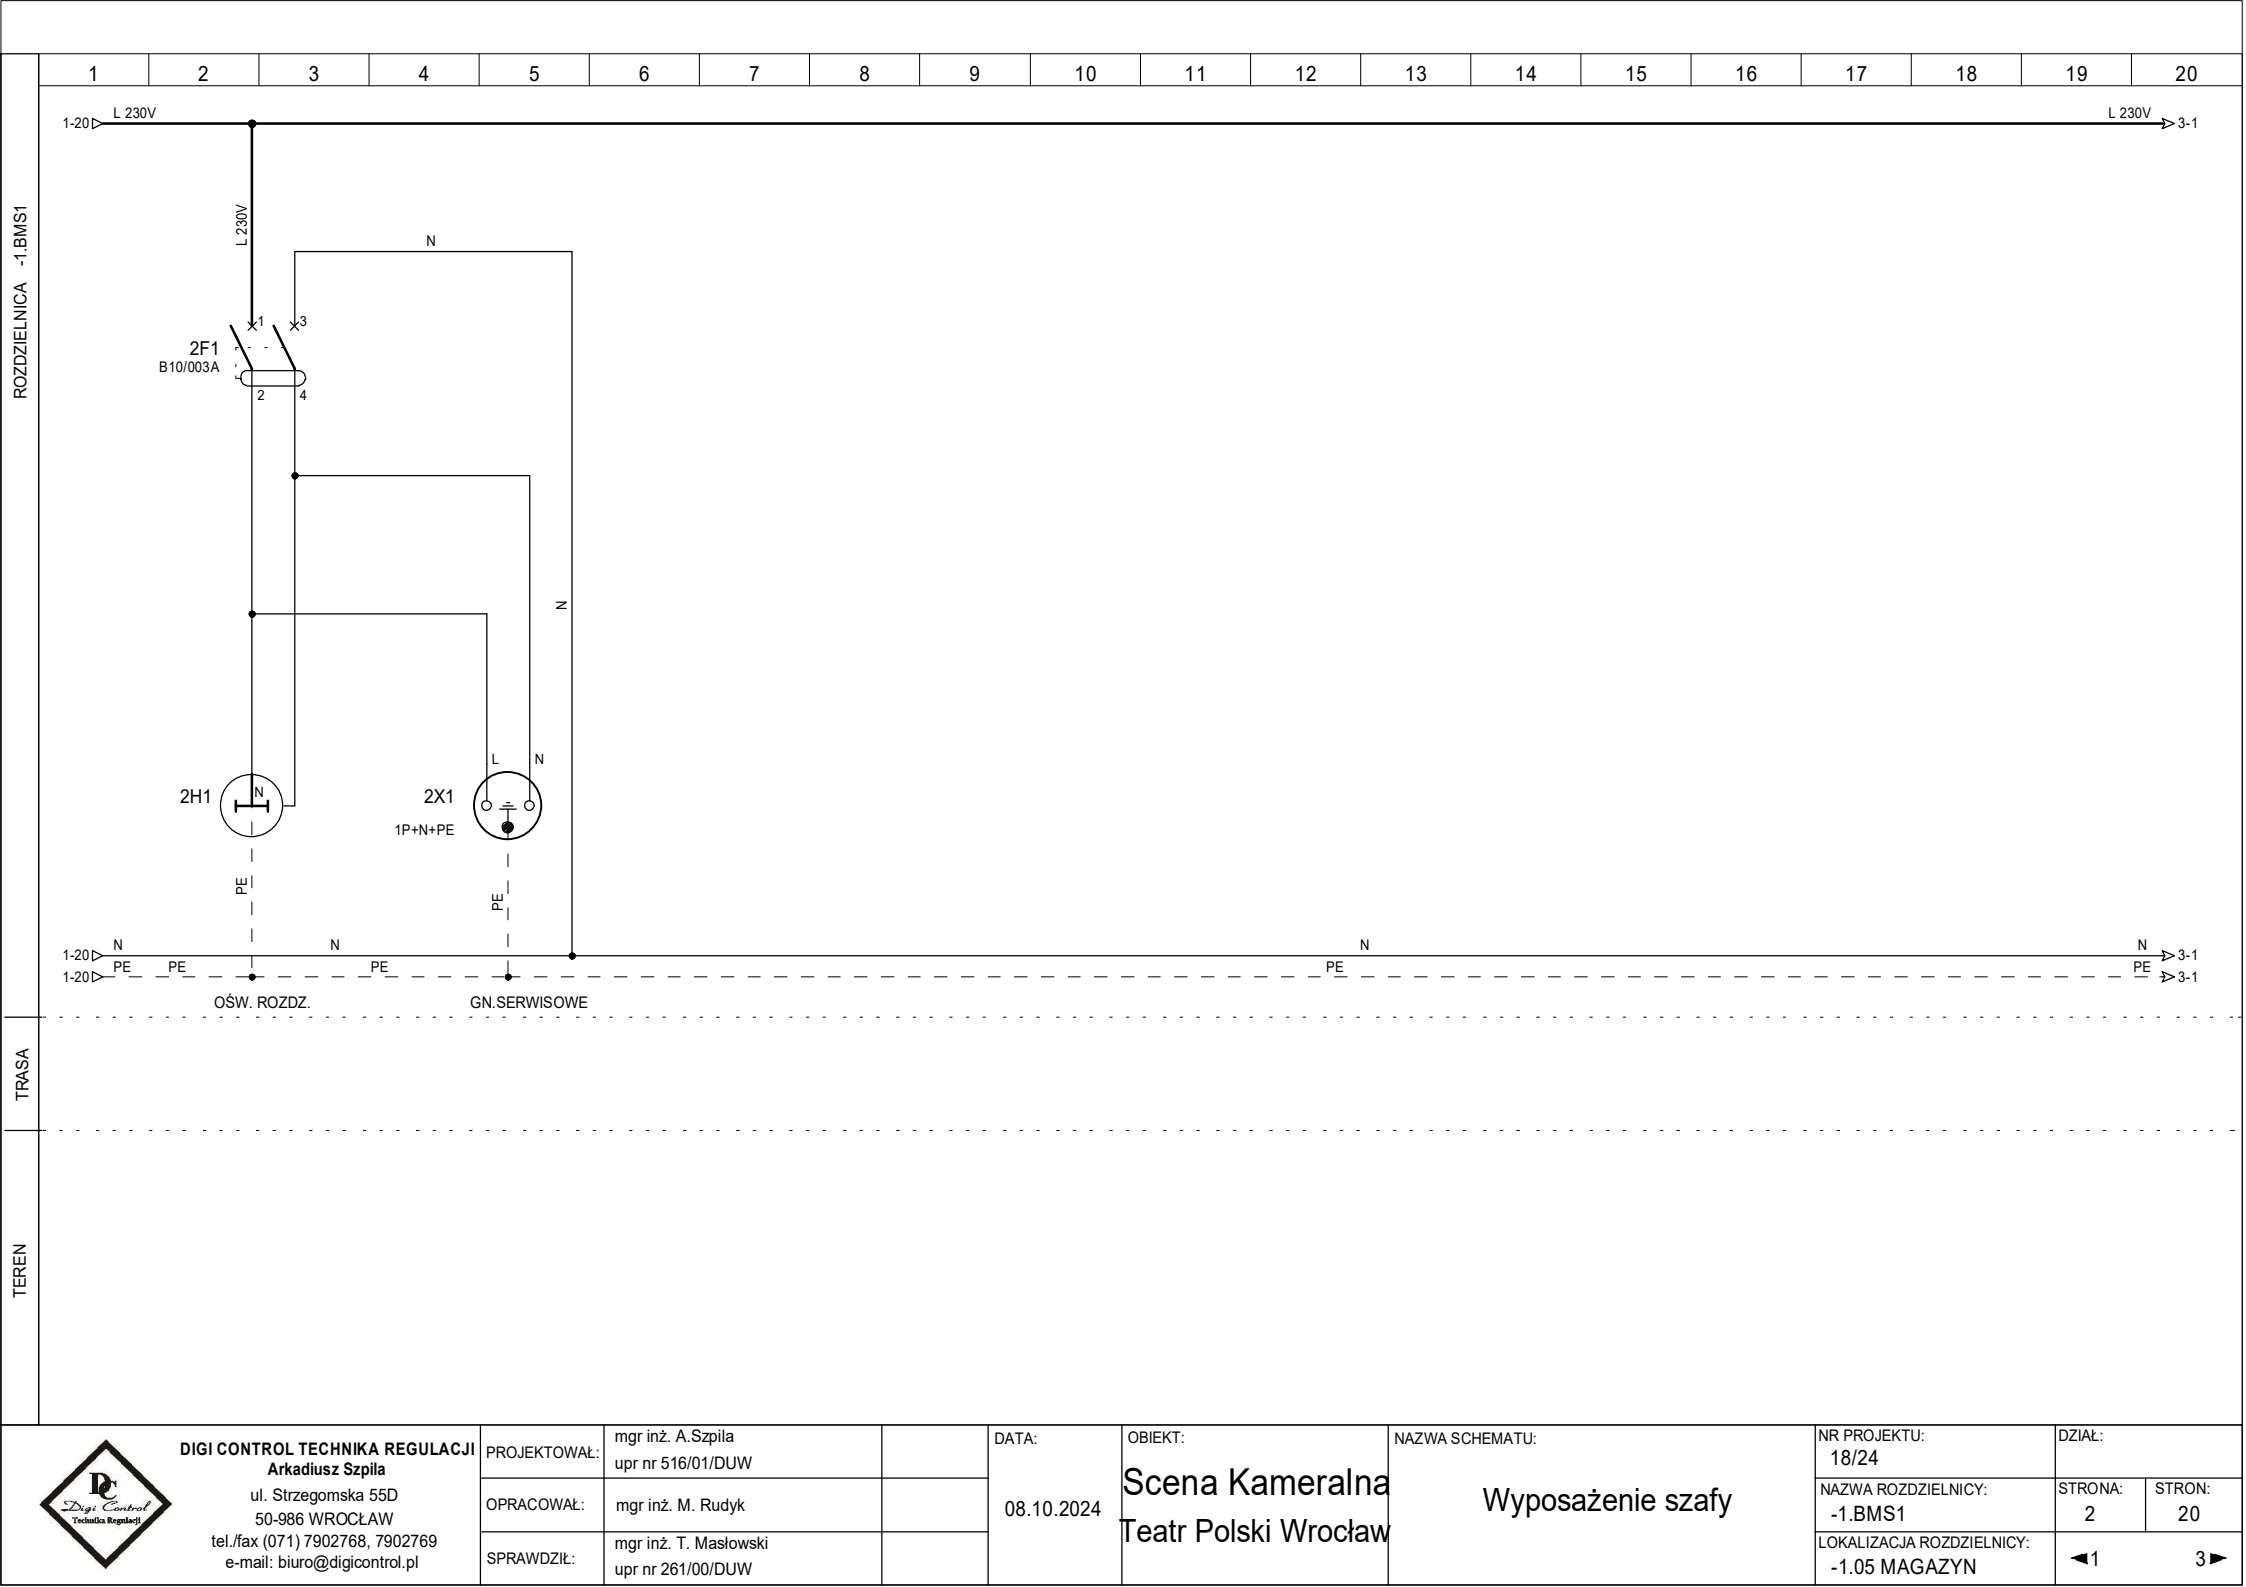 1 2 3 4 5 6 7 8 9 10 11 12 13 14 15 16 17 18 19 20
1-20 L 230V L 230V 3-1
ROZDZIELNICA -1.BMS1
L 230V
N
1 3
2F1
B10/003A
2 4
N
L N
2H1 N 2X1
1P+N+PE
PE PE
1-20 N N N N 3-1
1-20 PE PE PE PE PE 3-1
OŚW. ROZDZ. GN.SERWISOWE
TRASA
TEREN
DC
Digi Control
Technika Regulacji
DIGI CONTROL TECHNIKA REGULACJI
Arkadiusz Szpila
ul. Strzegomska 55D
50-986 WROCŁAW
tel./fax (071) 7902768, 7902769
e-mail: biuro@digicontrol.pl
PROJEKTOWAŁ:
mgr inż. A.Szpila
upr nr 516/01/DUW
OPRACOWAŁ:
mgr inż. M. Rudyk
SPRAWDZIŁ:
mgr inż. T. Masłowski
upr nr 261/00/DUW
DATA:
08.10.2024
OBIEKT:
Scena Kameralna
Teatr Polski Wrocław
NAZWA SCHEMATU:
Wyposażenie szafy
NR PROJEKTU:
18/24
DZIAŁ:
NAZWA ROZDZIELNICY:
-1.BMS1
STRONA:
2
STRON:
20
LOKALIZACJA ROZDZIELNICY:
-1.05 MAGAZYN
1 3